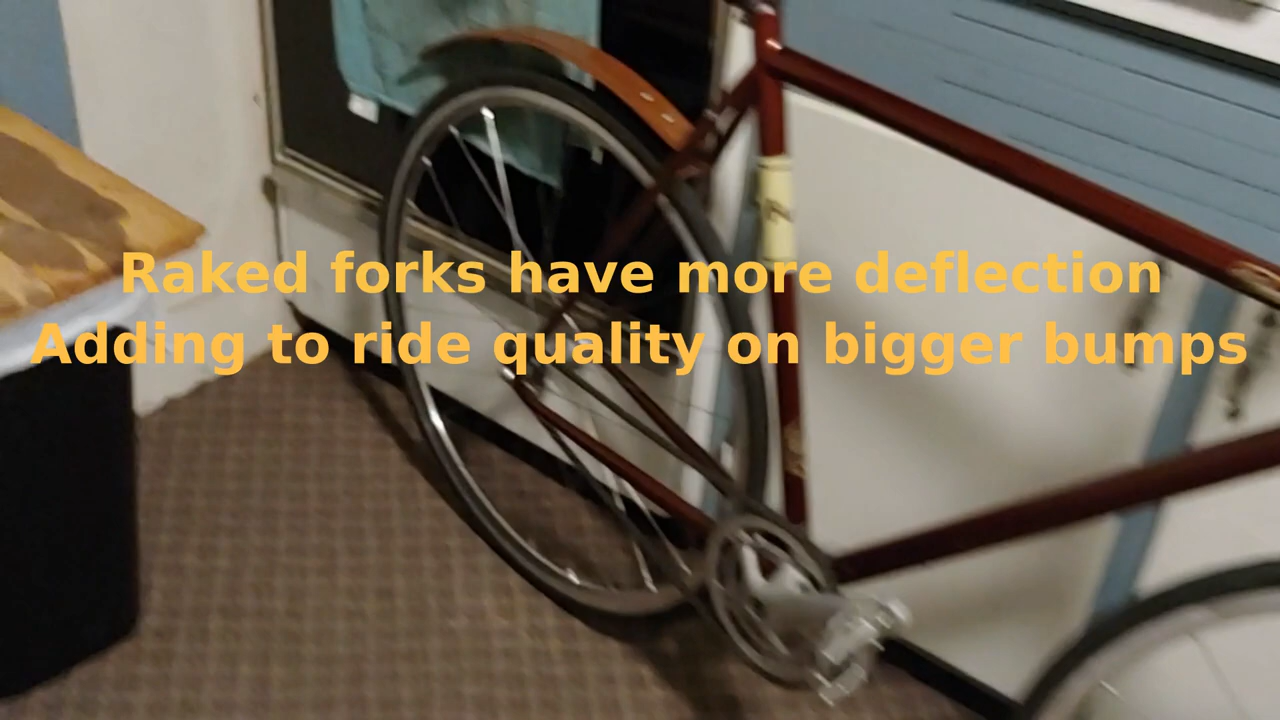 Raked forks have more deflection
Adding to ride quality on bigger bumps